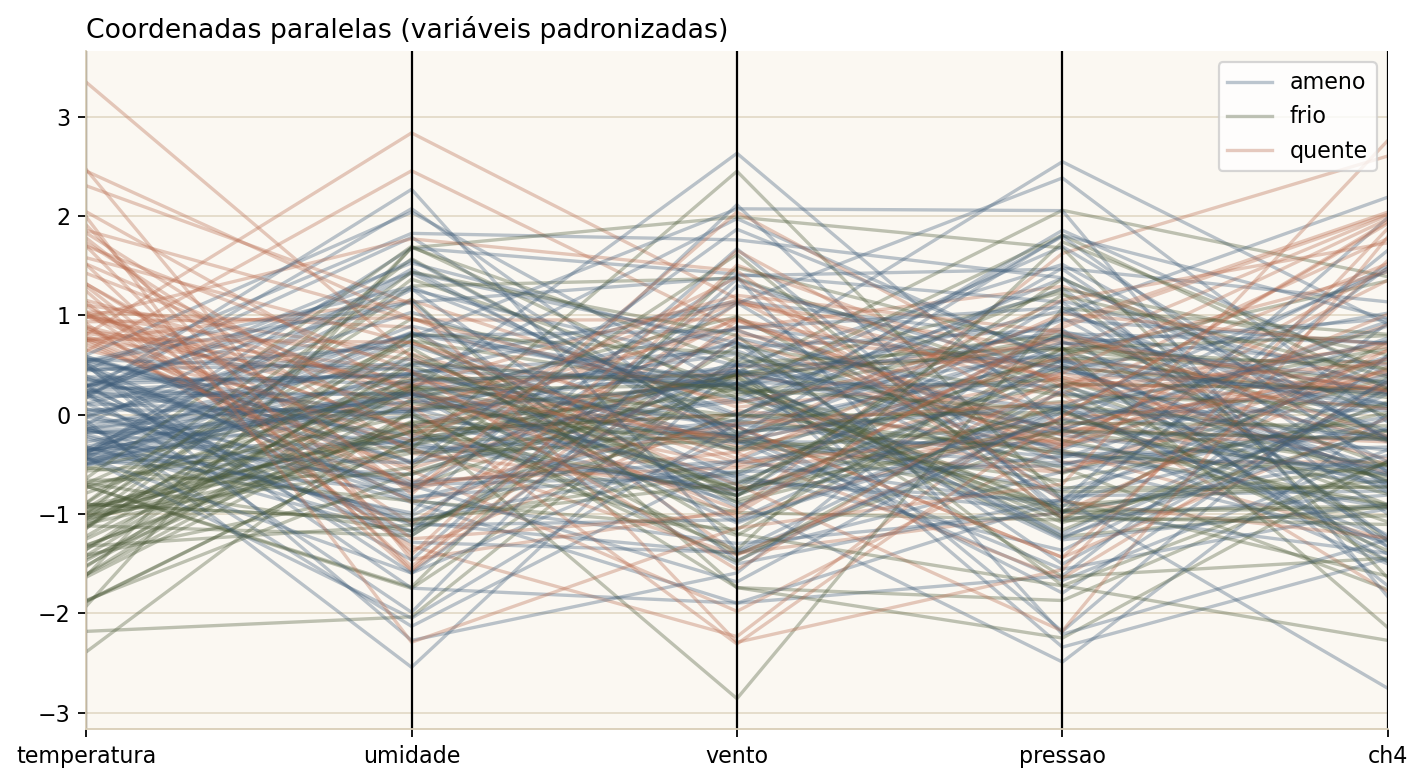 Coordenadas paralelas (variáveis padronizadas)
ameno
frio
quente
3
2
1
0
−1
−2
−3
temperatura umidade vento pressao ch4